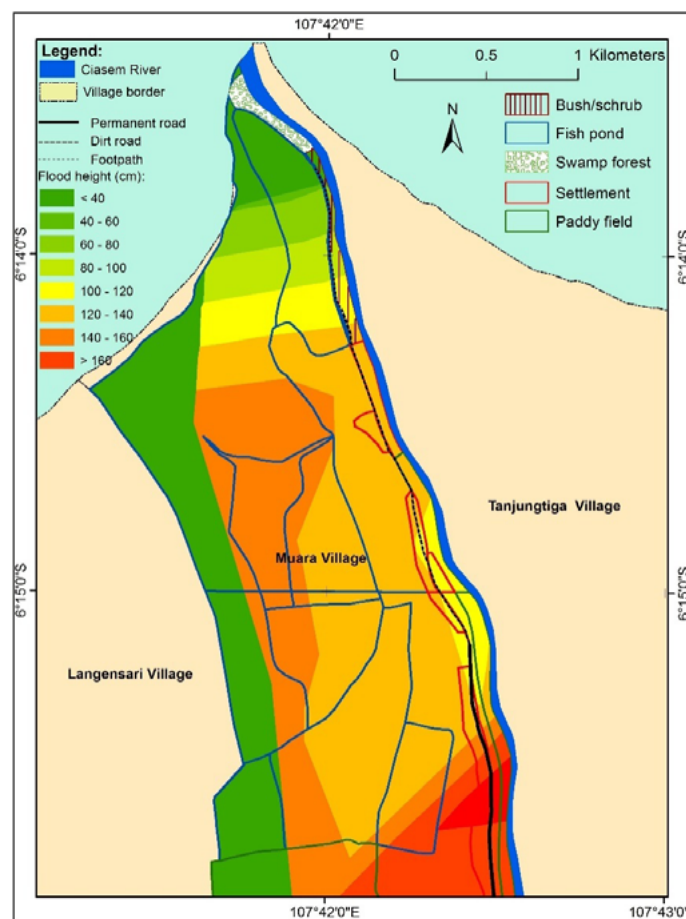 107°42'0"E
Legend:
Ciasem River
Village border
Permanent road
Dirt road
Footpath
Flood height (cm):
< 40
40 - 60
60 - 80
80 - 100
100 - 120
120 - 140
140 - 160
> 160
0 0.5 1 Kilometers
N
Bush/schrub
Fish pond
Swamp forest
Settlement
Paddy field
6°14'0"S
6°14'0"S
Tanjungtiga Village
Muara Village
6°15'0"S
6°15'0"S
Langensari Village
107°42'0"E
107°43'0"E